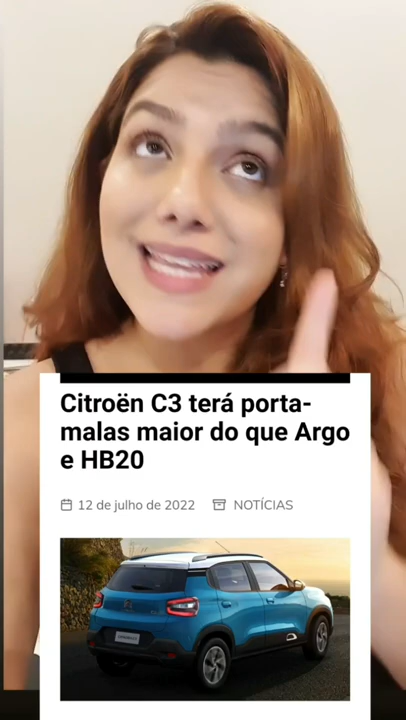 Citroën C3 terá porta-
malas maior do que Argo
e HB20
12 de julho de 2022 NOTÍCIAS